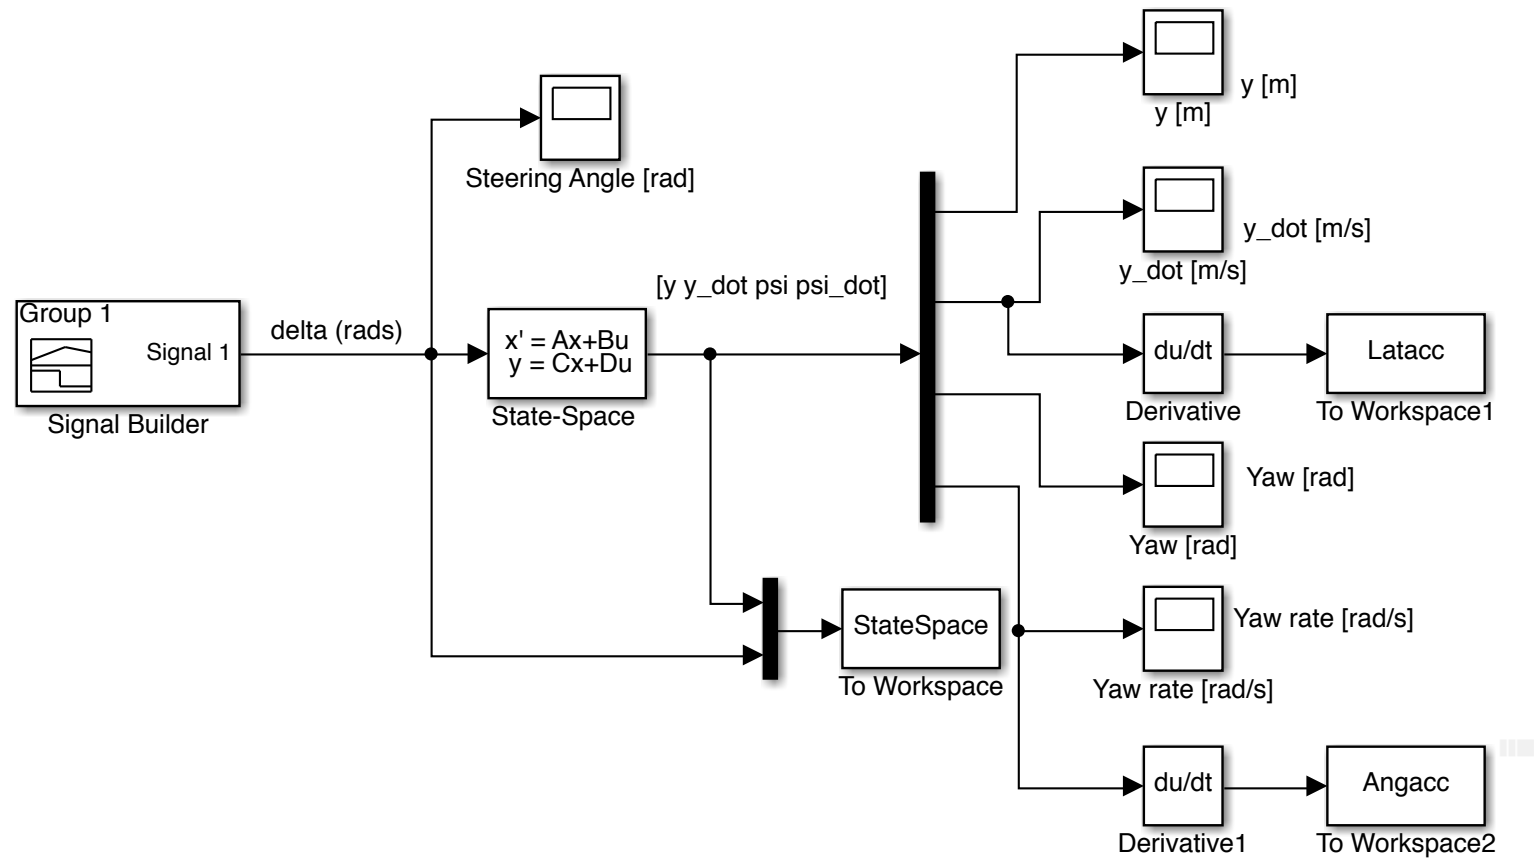 y [m]
y [m]
Steering Angle [rad]
y_dot [m/s]
y_dot [m/s]
[y y_dot psi psi_dot]
Group 1
Signal 1
Signal Builder
delta (rads)
x' = Ax+Bu
y = Cx+Du
State-Space
du/dt
Derivative
Latacc
To Workspace1
Yaw [rad]
Yaw [rad]
StateSpace
To Workspace
Yaw rate [rad/s]
Yaw rate [rad/s]
du/dt
Derivative1
Angacc
To Workspace2